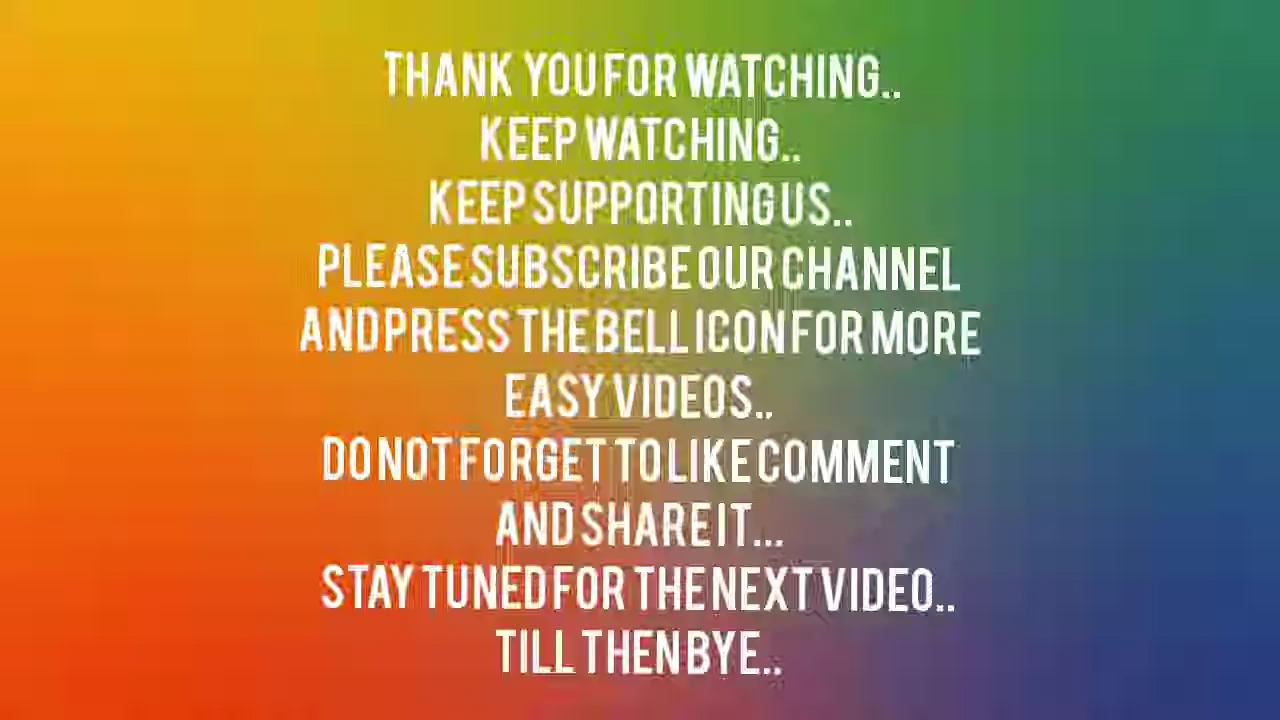 THANK YOU FOR WATCHING..
KEEP WATCHING..
KEEP SUPPORTING US..
PLEASE SUBSCRIBE OUR CHANNEL
AND PRESS THE BELL ICON FOR MORE
EASY VIDEOS..
DO NOT FORGET TO LIKE COMMENT
AND SHARE IT...
STAY TUNED FOR THE NEXT VIDEO..
TILL THEN BYE..